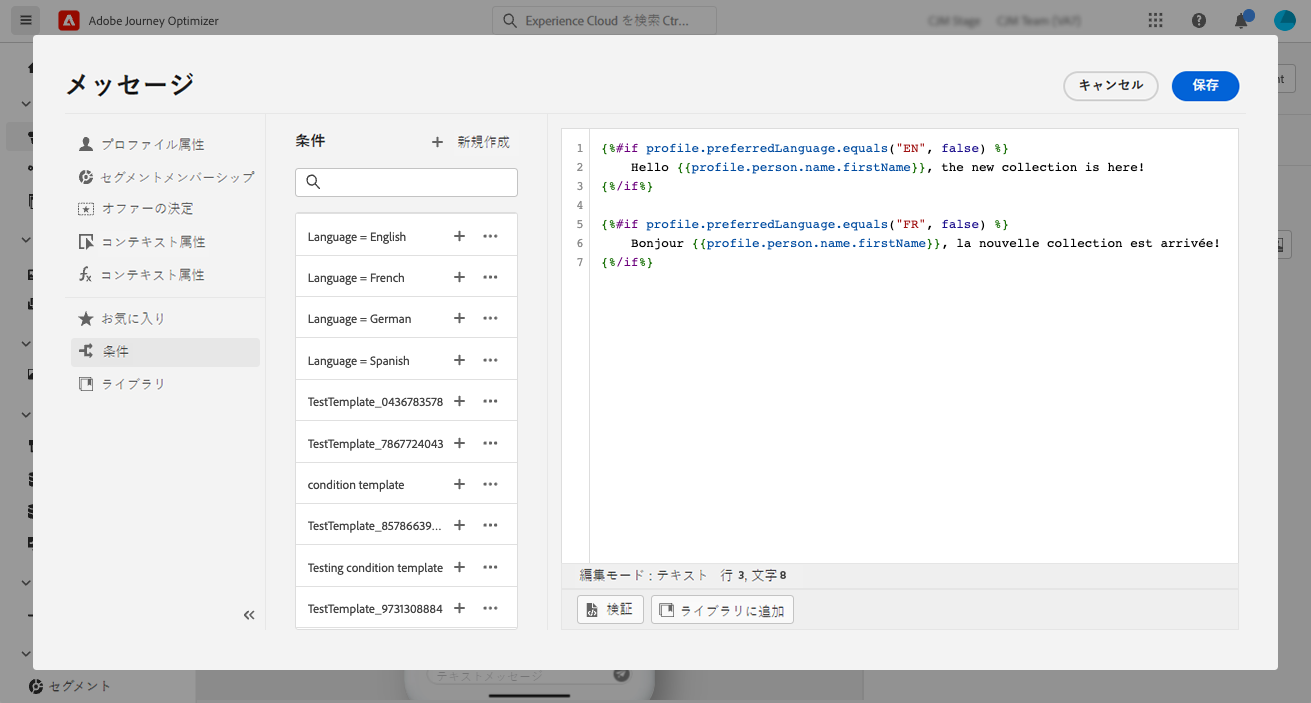 Adobe Journey Optimizer
Experience Cloud を検索 Ctr...
メッセージ
キャンセル
保存
プロファイル属性
セグメントメンバーシップ
オファーの決定
コンテキスト属性
コンテキスト属性
お気に入り
条件
ライブラリ
条件
+ 新規作成
Language = English
Language = French
Language = German
Language = Spanish
TestTemplate_0436783578
TestTemplate_7867724043
condition template
TestTemplate_85786639...
Testing condition template
TestTemplate_9731308884
1 {%#if profile.preferredLanguage.equals("EN", false) %}
2 Hello {{profile.person.name.firstName}}, the new collection is here!
3 {%/if%}
4
5 {%#if profile.preferredLanguage.equals("FR", false) %}
6 Bonjour {{profile.person.name.firstName}}, la nouvelle collection est arrivée!
7 {%/if%}
編集モード : テキスト 行 3, 文字 8
検証
ライブラリに追加
テキストメッセージ
セグメント